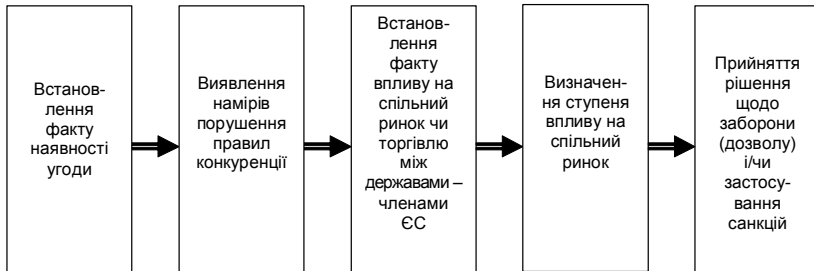 Встанов-
лення
факту
наявності
угоди
Виявлення
намірів
порушення
правил
конкуренції
Встанов-
лення
факту
впливу на
спільний
ринок чи
торгівлю
між
державами –
членами
ЄС
Визначен-
ня ступеня
впливу на
спільний
ринок
Прийняття
рішення
щодо
заборони
(дозволу)
і/чи
застосу-
вання
санкцій